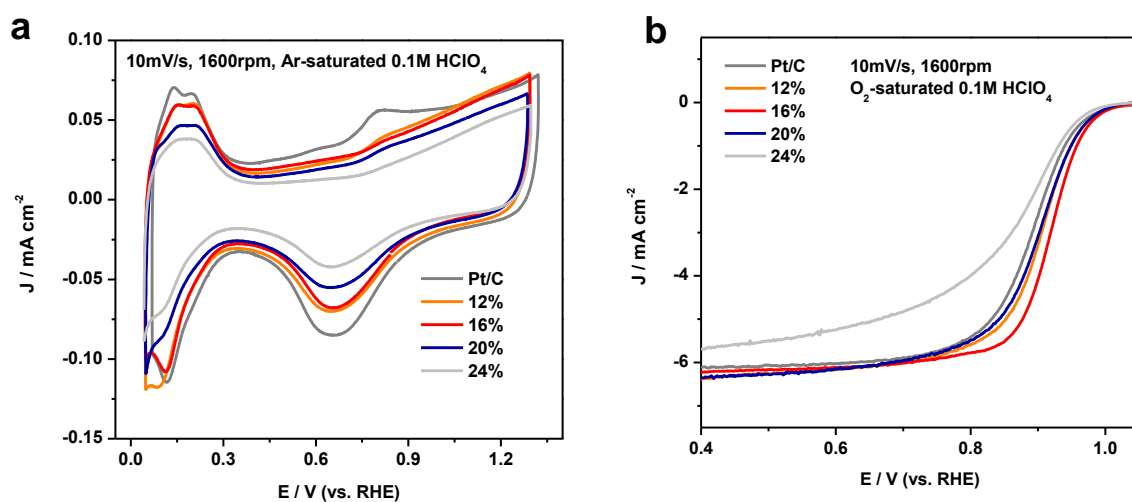 a
10mV/s, 1600rpm, Ar-saturated 0.1M HClO4
0.10
0.05
0.00
-0.05
-0.10
-0.15
J / mA cm-2
Pt/C
12%
16%
20%
24%
0.0 0.3 0.6 0.9 1.2
E / V (vs. RHE)
b
Pt/C
12%
16%
20%
24%
10mV/s, 1600rpm
O2-saturated 0.1M HClO4
0
-2
-4
-6
J / mA cm-2
0.4 0.6 0.8 1.0
E / V (vs. RHE)